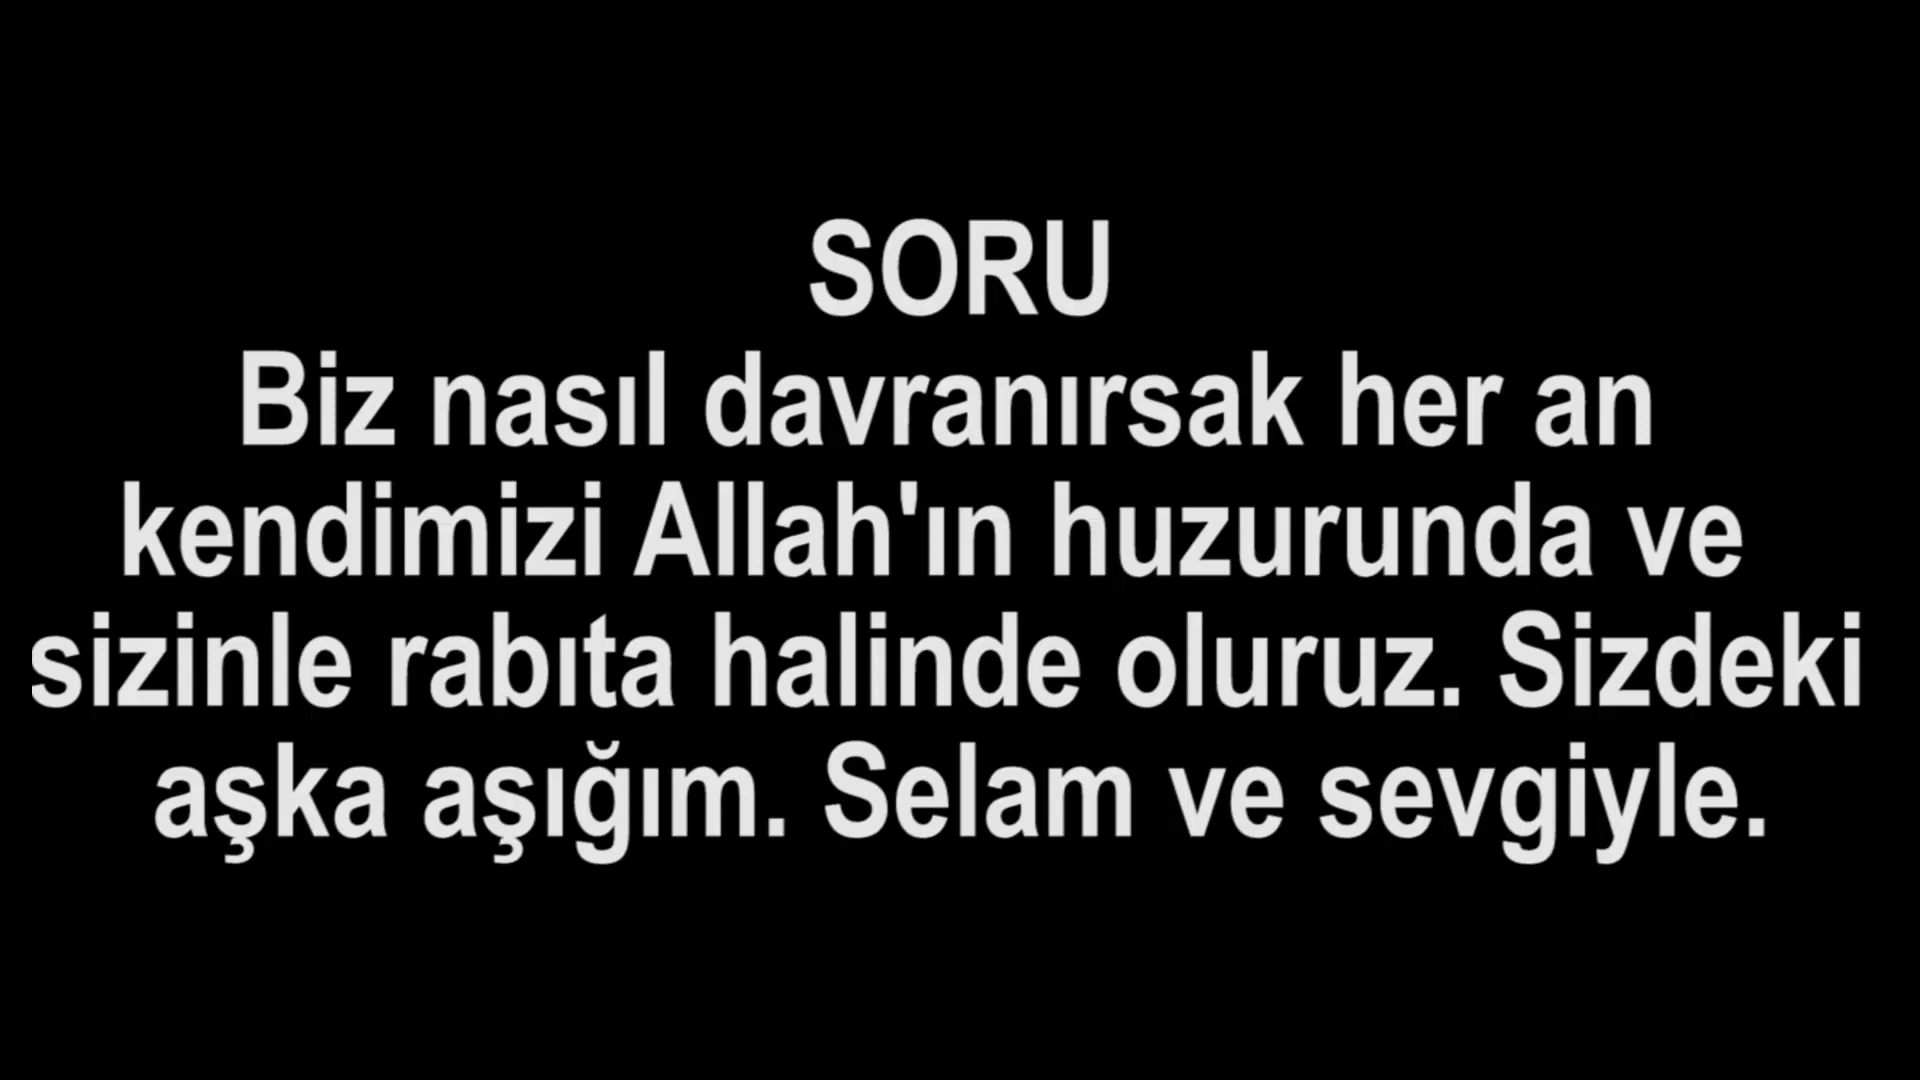 SORU
Biz nasıl davranırsak her an
kendimizi Allah'ın huzurunda ve
sizinle rabıta halinde oluruz. Sizdeki
aşka aşığım. Selam ve sevgiyle.